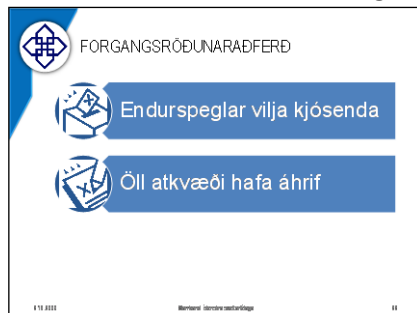 FORGANGSRÖÐUNARAÐFERÐ
Endurspeglar vilja kjósenda
Öll atkvæði hafa áhrif